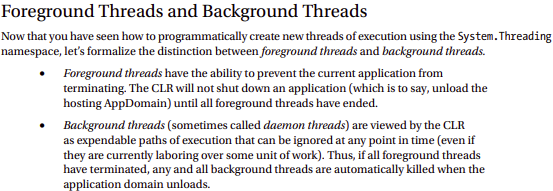 Foreground Threads and Background Threads
Now that you have seen how to programmatically create new threads of execution using the System.Threading
namespace, let's formalize the distinction between foreground threads and background threads.
• Foreground threads have the ability to prevent the current application from
terminating. The CLR will not shut down an application (which is to say, unload the
hosting AppDomain) until all foreground threads have ended.
• Background threads (sometimes called daemon threads) are viewed by the CLR
as expendable paths of execution that can be ignored at any point in time (even if
they are currently laboring over some unit of work). Thus, if all foreground threads
have terminated, any and all background threads are automatically killed when the
application domain unloads.